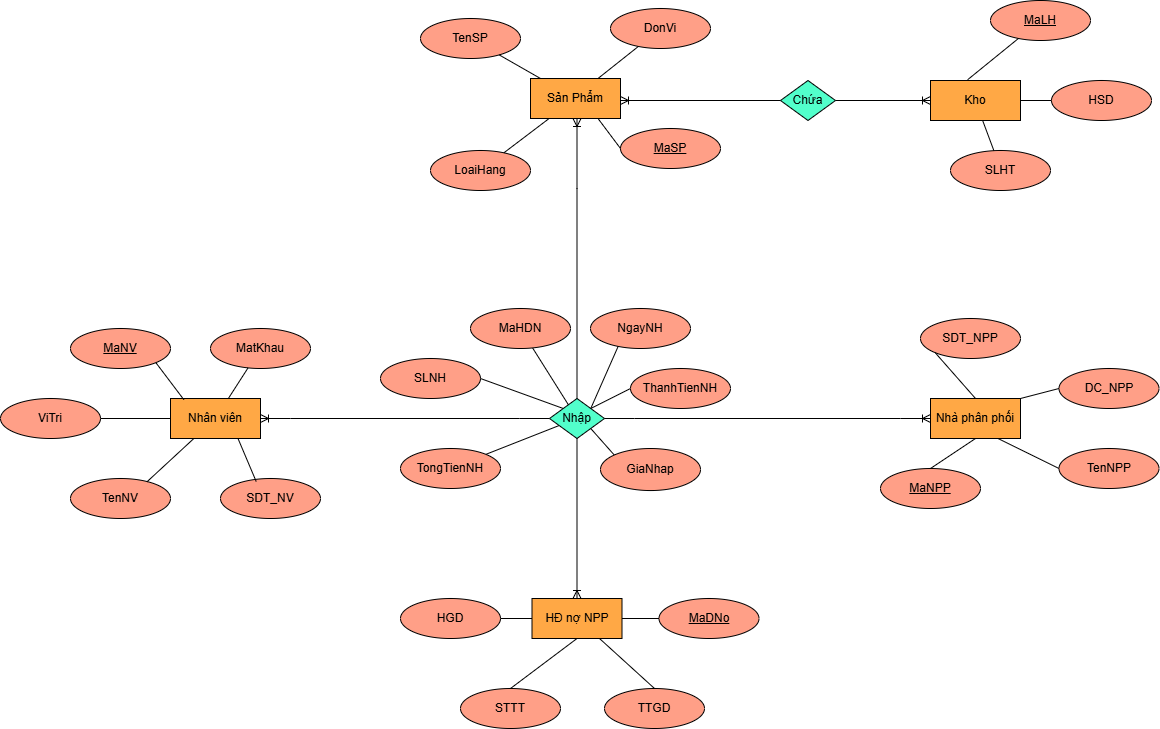 MaLH
DonVi
TenSP
Sản Phẩm
Chứa
Kho
HSD
MaSP
LoaiHang
SLHT
MaHDN
NgayNH
SDT_NPP
MaNV
MatKhau
SLNH
ThanhTienNH
DC_NPP
ViTri
Nhân viên
Nhập
Nhả phân phối
TongTienNH
GiaNhap
TenNPP
MaNPP
TenNV
SDT_NV
HGD
HĐ nợ NPP
MaDNo
STTT
TTGD